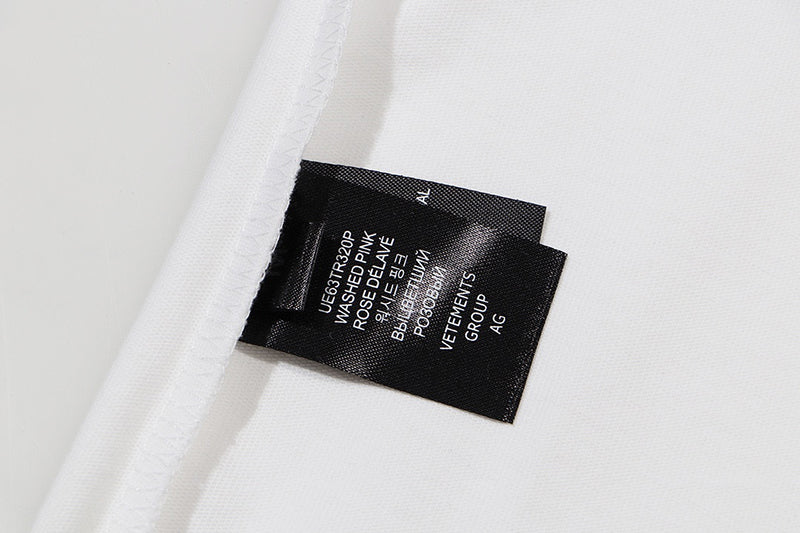 UE63TR320P
WASHED PINK
ROSE DÉLAVÉ
워시드 핑크
ВЫЦВЕТШИЙ
РОЗОВЫЙ
VETEMENTS
GROUP
AG
AL